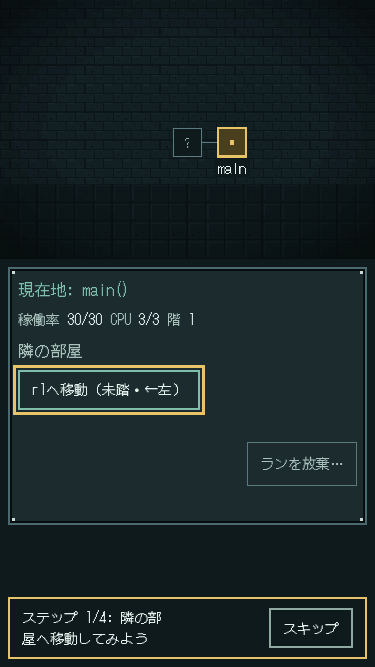 ?
main
現在地: main()
稼働率 30/30 CPU 3/3 階 1
隣の部屋
r1へ移動 (未踏・←左)
ランを放棄…
ステップ 1/4: 隣の部
屋へ移動してみよう
スキップ